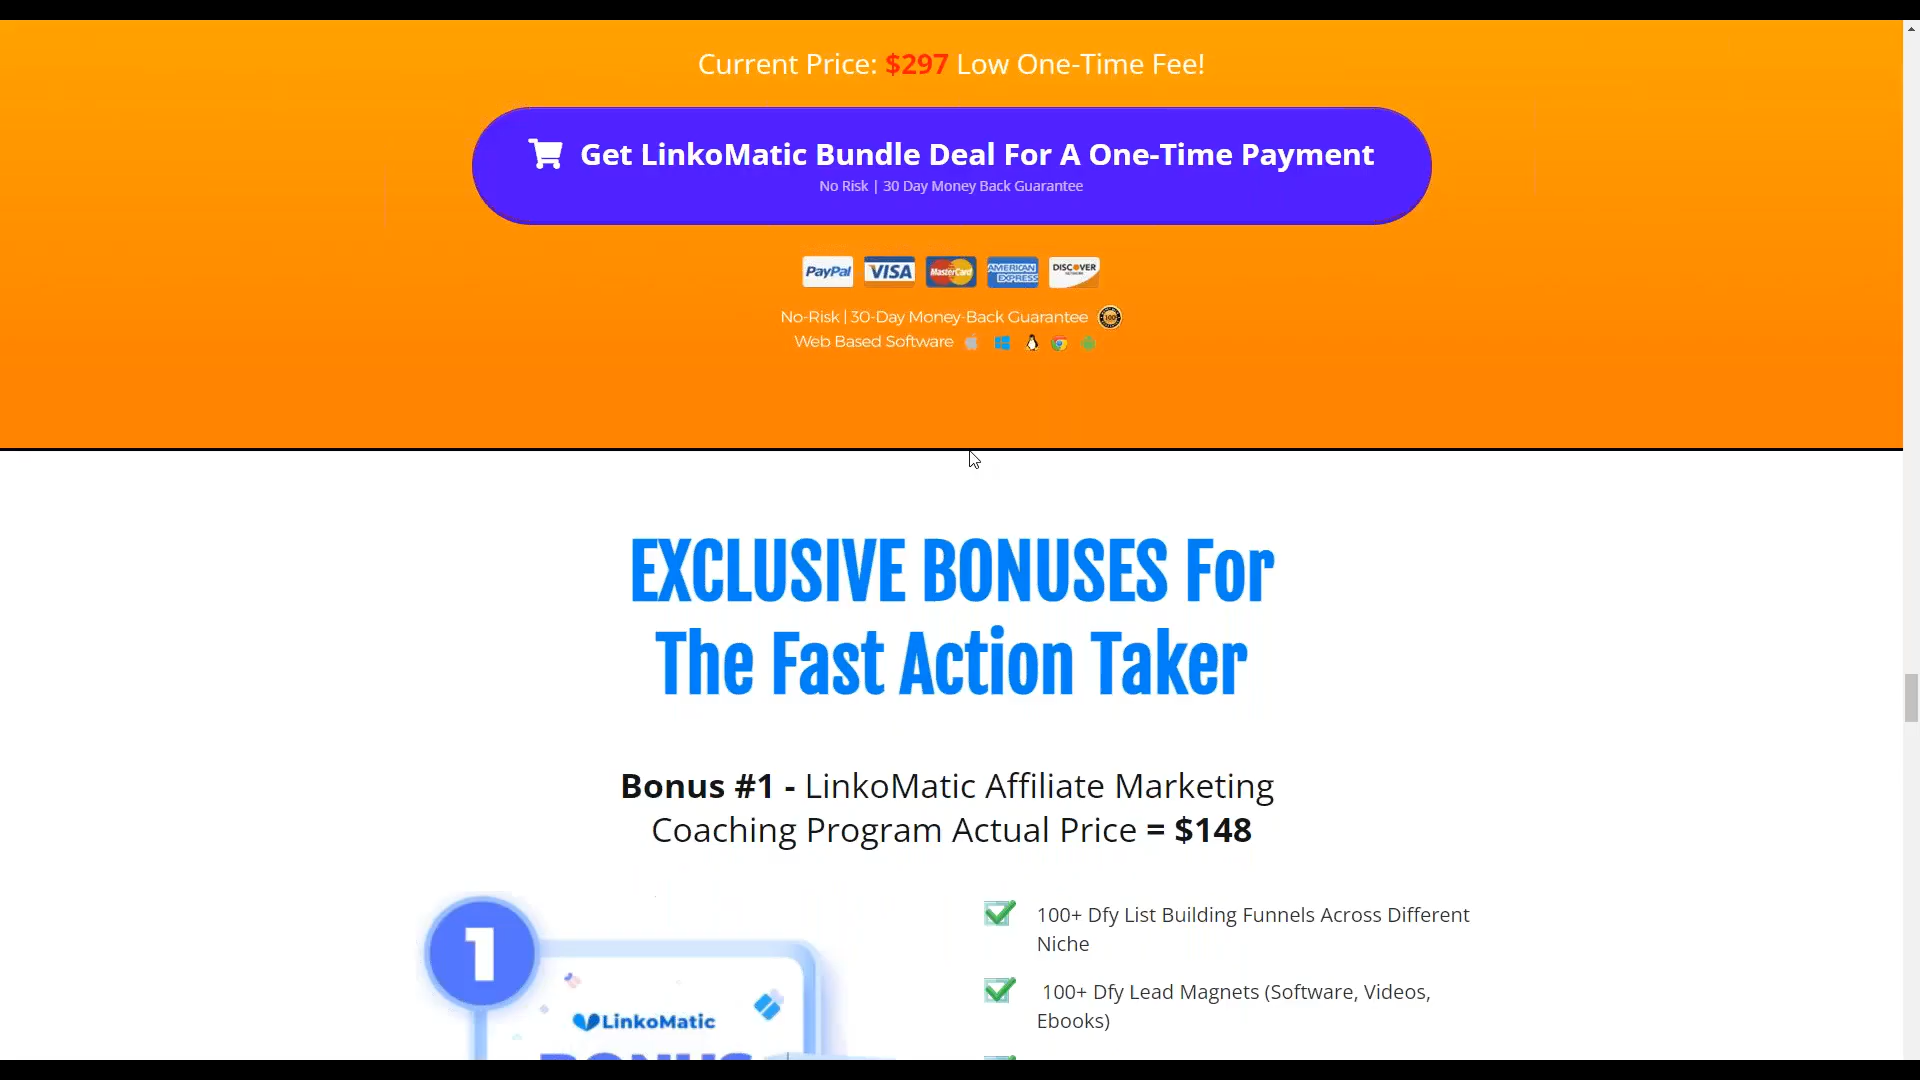 Current Price: $297 Low One-Time Fee!
Get LinkoMatic Bundle Deal For A One-Time Payment
No Risk | 30 Day Money Back Guarantee
PayPal VISA MasterCard AMERICAN EXPRESS DISCOVER
No-Risk | 30-Day Money-Back Guarantee 100
Web Based Software
EXCLUSIVE BONUSES For
The Fast Action Taker
Bonus #1 - LinkoMatic Affiliate Marketing
Coaching Program Actual Price = $148
1
LinkoMatic
BONUS
100+ Dfy List Building Funnels Across Different
Niche
100+ Dfy Lead Magnets (Software, Videos,
Ebooks)